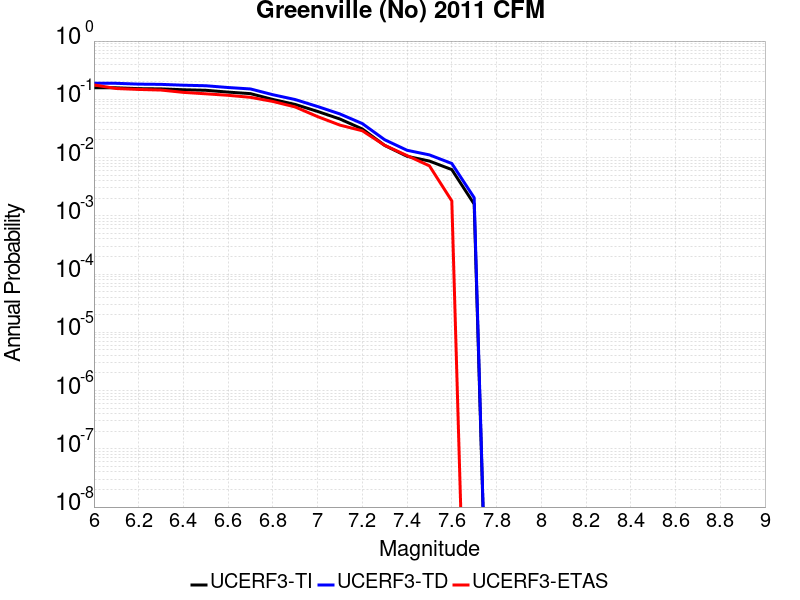 Greenville (No) 2011 CFM
10^0
10^-1
10^-2
10^-3
10^-4
10^-5
10^-6
10^-7
10^-8
Annual Probability
6 6.2 6.4 6.6 6.8 7 7.2 7.4 7.6 7.8 8 8.2 8.4 8.6 8.8 9
Magnitude
UCERF3-TI UCERF3-TD UCERF3-ETAS